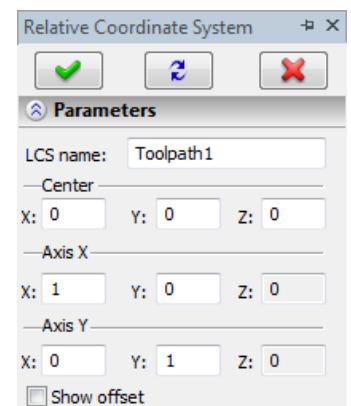 Relative Coordinate System
Parameters
LCS name: Toolpath1
Center
X: 0 Y: 0 Z: 0
Axis X
X: 1 Y: 0 Z: 0
Axis Y
X: 0 Y: 1 Z: 0
Show offset